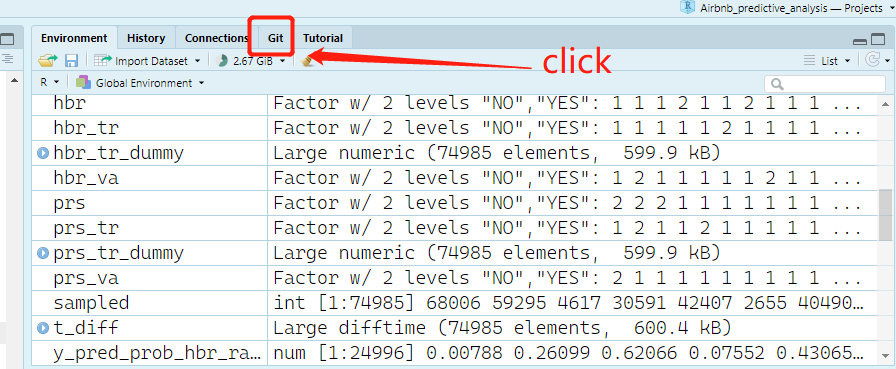 Airbnb_predictive_analysis — Projects
Environment History Connections Git Tutorial
Import Dataset 2.67 GiB List
click
R Global Environment
hbr Factor w/ 2 levels "NO","YES": 1 1 1 2 1 1 2 1 1 1 ...
hbr_tr Factor w/ 2 levels "NO","YES": 1 1 1 1 1 2 1 1 1 1 ...
hbr_tr_dummy Large numeric (74985 elements, 599.9 kB)
hbr_va Factor w/ 2 levels "NO","YES": 1 2 1 1 1 1 1 2 1 1 ...
prs Factor w/ 2 levels "NO","YES": 2 2 2 1 1 1 1 1 1 1 ...
prs_tr Factor w/ 2 levels "NO","YES": 1 2 1 1 2 1 1 1 1 1 ...
prs_tr_dummy Large numeric (74985 elements, 599.9 kB)
prs_va Factor w/ 2 levels "NO","YES": 2 1 1 1 1 1 1 1 1 1 ...
sampled int [1:74985] 68006 59295 4617 30591 42407 2655 40490…
t_diff Large difftime (74985 elements, 600.4 kB)
y_pred_prob_hbr_ra… num [1:24996] 0.00788 0.26099 0.62066 0.07552 0.43065…